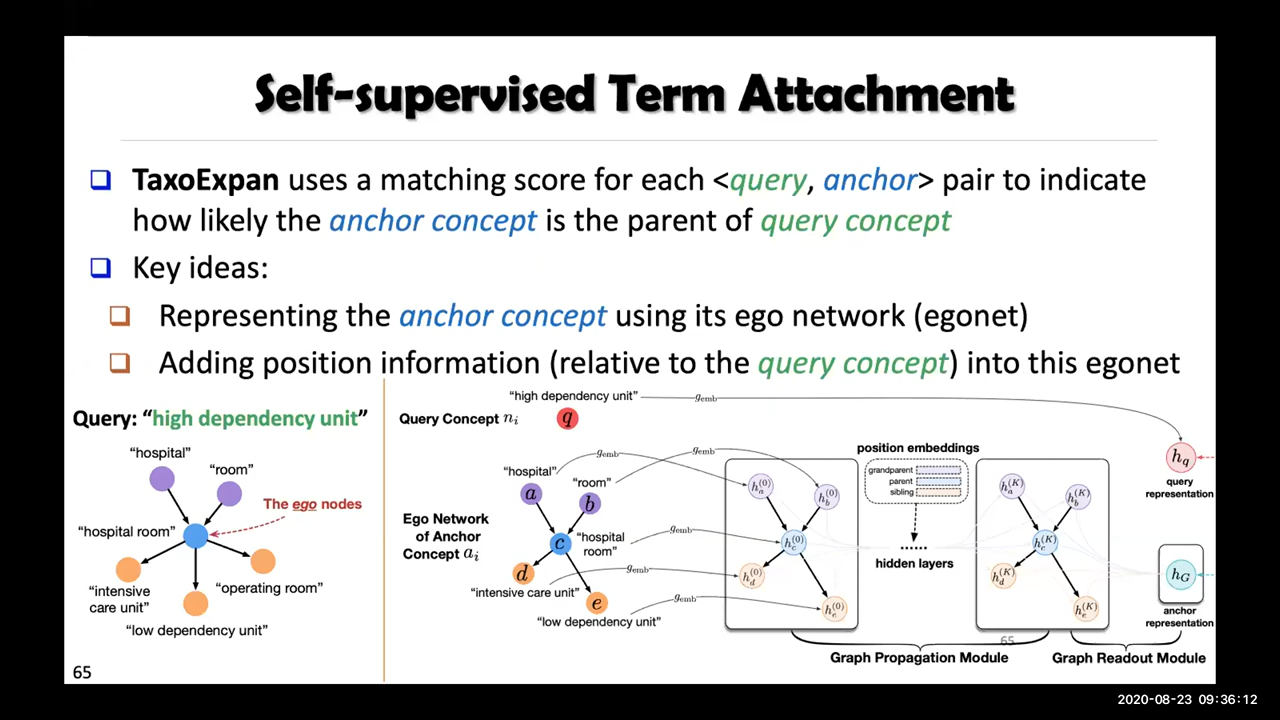 Self-supervised Term Attachment
TaxoExpan uses a matching score for each <query, anchor> pair to indicate
how likely the anchor concept is the parent of query concept
Key ideas:
Representing the anchor concept using its ego network (egonet)
Adding position information (relative to the query concept) into this egonet
Query: “high dependency unit”
“hospital”
“room”
The ego nodes
“hospital room”
“intensive
care unit”
“operating room”
“low dependency unit”
“high dependency unit”
g_emb
Query Concept n_i
q
“hospital”
g_emb
“room”
g_emb
a
b
Ego Network
of Anchor
Concept a_i
c
“hospital
room”
g_emb
d
“intensive care unit”
g_emb
e
“low dependency unit”
g_emb
h_a^(0)
h_b^(0)
h_c^(0)
h_d^(0)
h_e^(0)
position embeddings
grandparent
parent
sibling
......
hidden layers
h_a^(K)
h_b^(K)
h_c^(K)
h_d^(K)
h_e^(K)
h_q
query
representation
h_G
anchor
representation
65
Graph Propagation Module
Graph Readout Module
65
2020-08-23 09:36:12